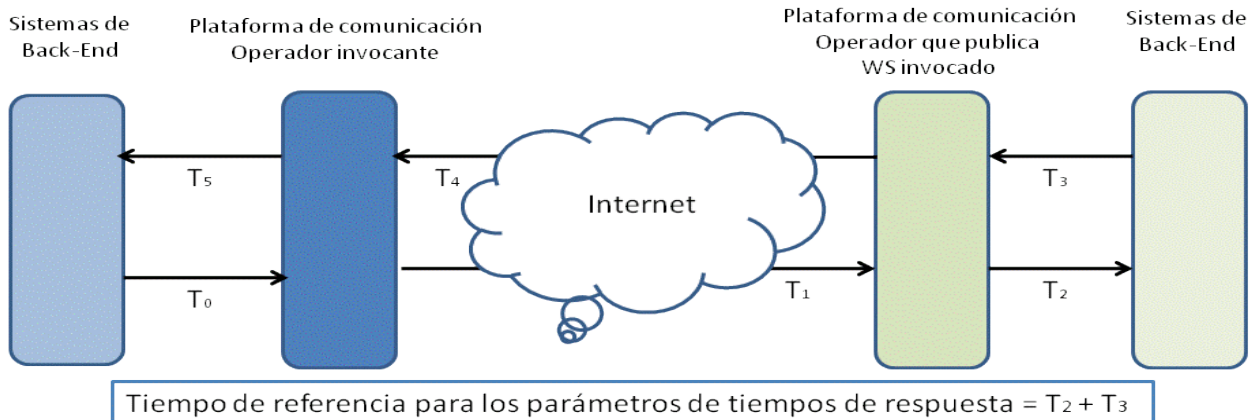 Sistemas de
Back-End
Plataforma de comunicación
Operador invocante
Plataforma de comunicación
Operador que publica
WS invocado
Sistemas de
Back-End
T5
T4
Internet
T3
T0
T1
T2
Tiempo de referencia para los parámetros de tiempos de respuesta = T2 + T3